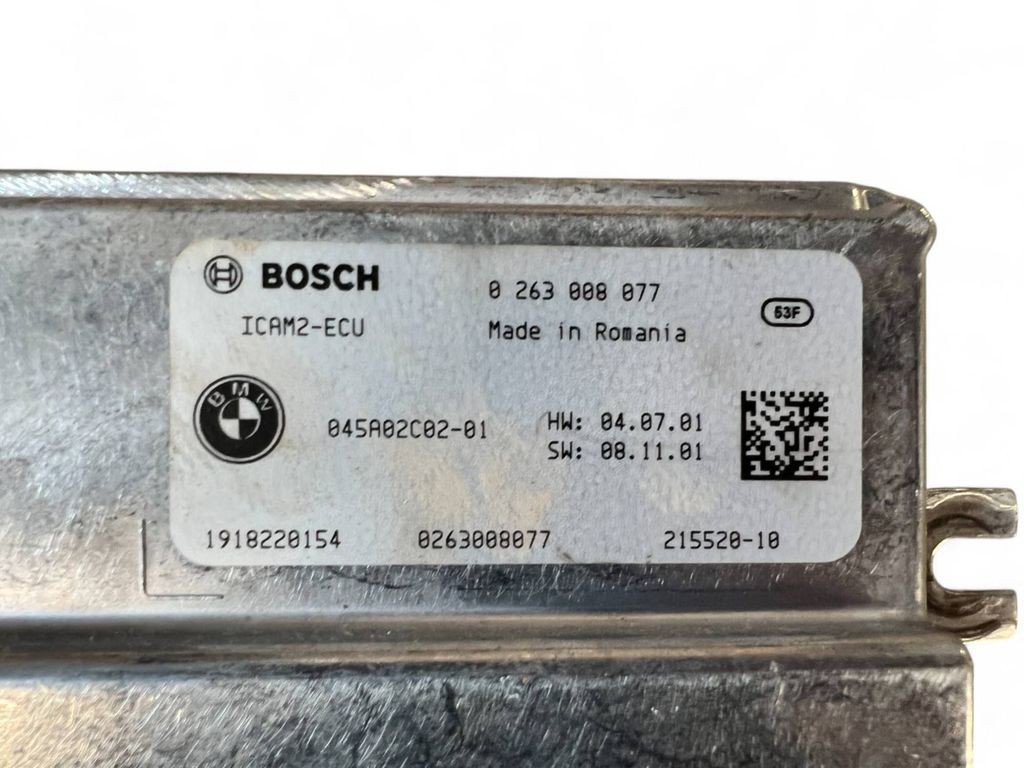 BOSCH
0 263 008 077
ICAM2-ECU
Made in Romania
53F
BMW
045A02C02-01
HW: 04.07.01
SW: 08.11.01
1918220154
0263008077
215520-10